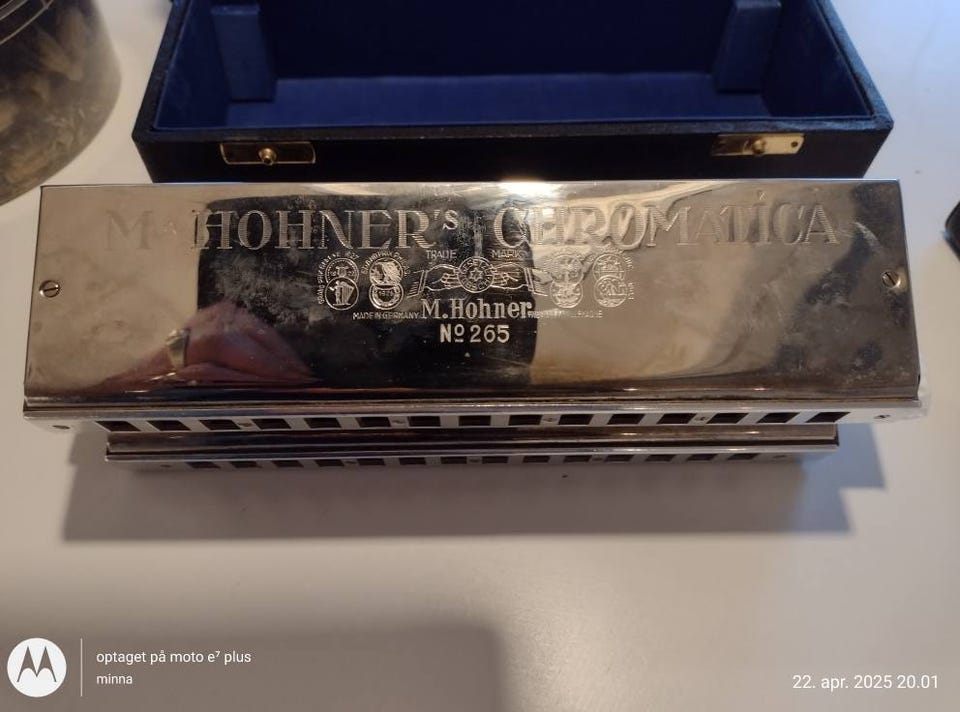 M. HOHNER's CHROMATICA
TRADE MARK
MADE IN GERMANY M. Hohner
Nº 265
optaget på moto e⁷ plus
minna
22. apr. 2025 20.01